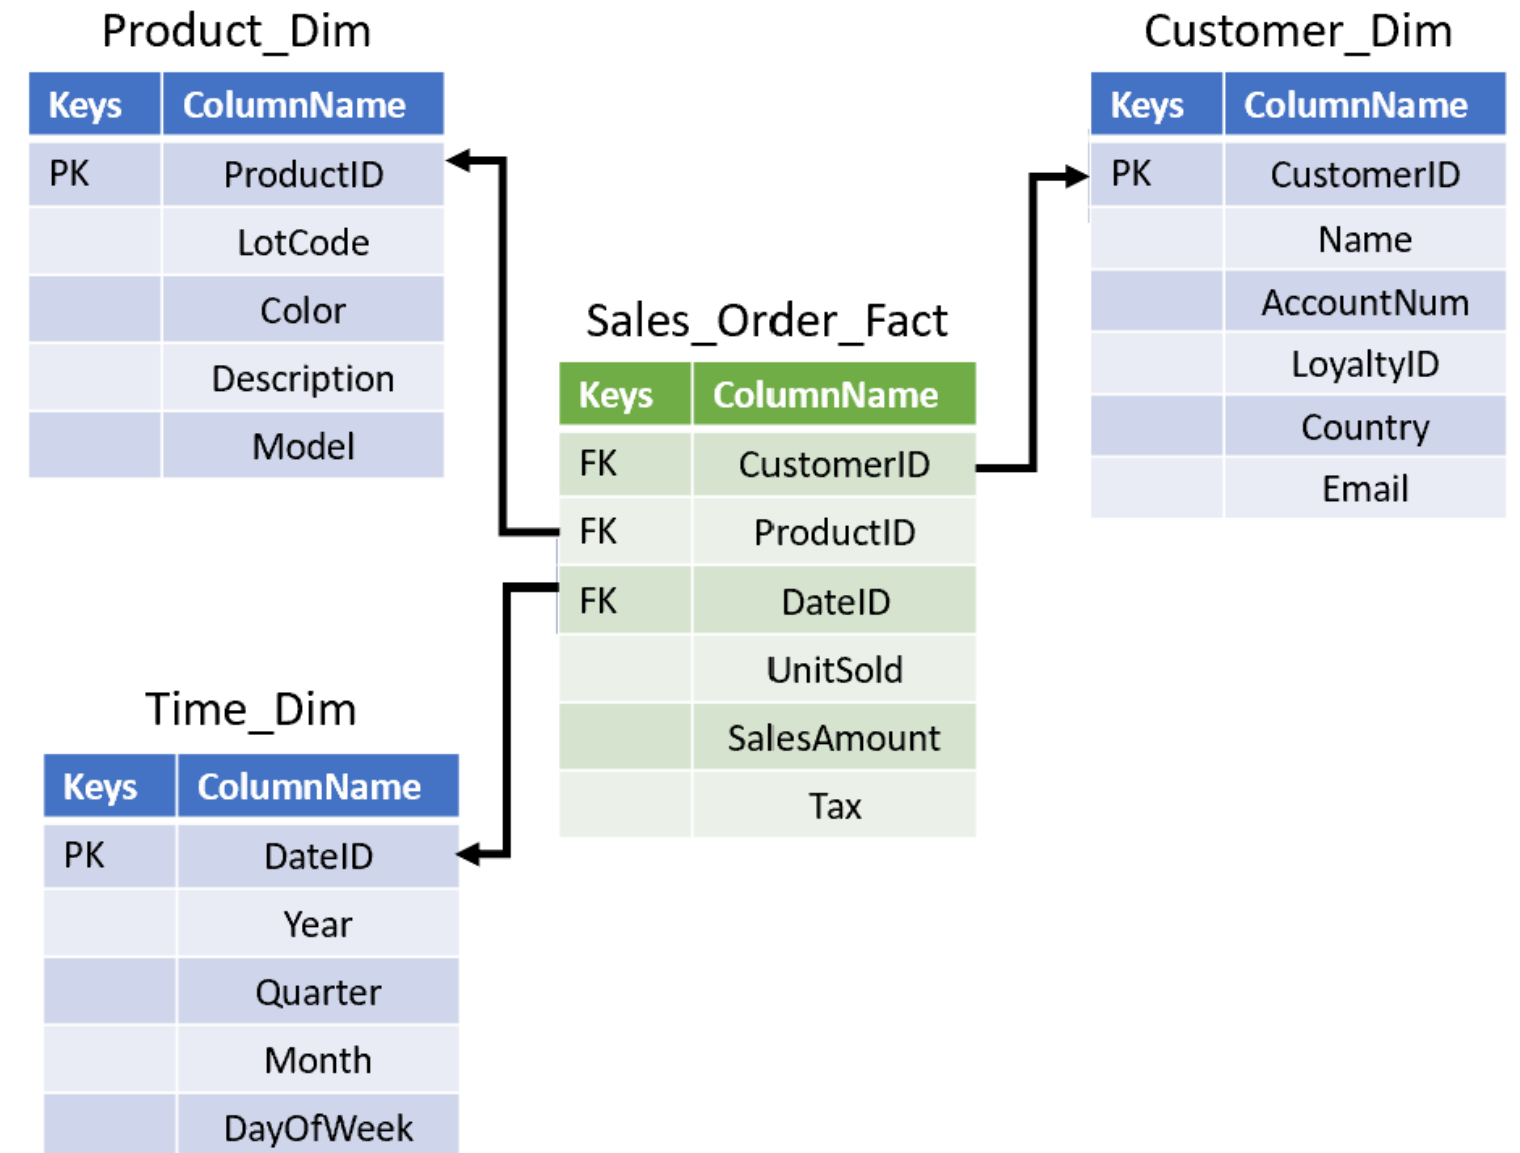 Product_Dim
Keys ColumnName
PK ProductID
LotCode
Color
Description
Model
Customer_Dim
Keys ColumnName
PK CustomerID
Name
AccountNum
LoyaltyID
Country
Email
Sales_Order_Fact
Keys ColumnName
FK CustomerID
FK ProductID
FK DateID
UnitSold
SalesAmount
Tax
Time_Dim
Keys ColumnName
PK DateID
Year
Quarter
Month
DayOfWeek